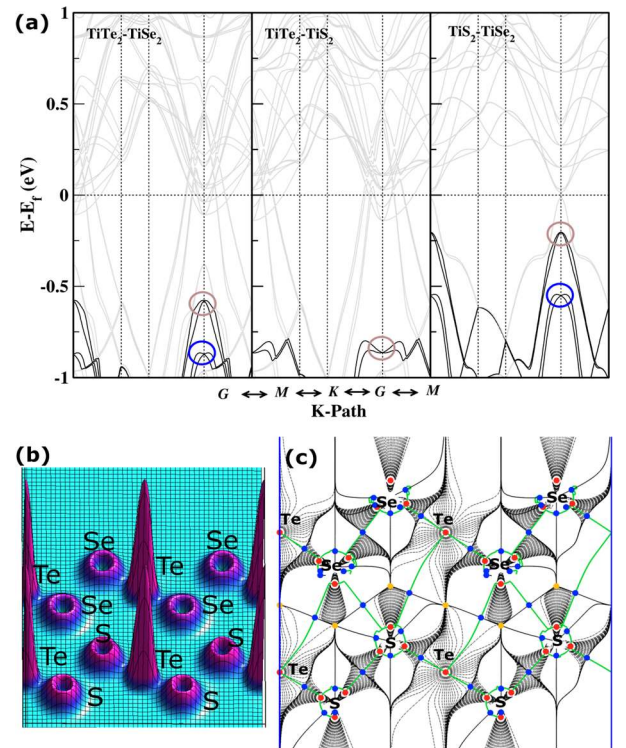 (a)
TiTe₂-TiSe₂
TiTe₂-TiS₂
TiS₂-TiSe₂
1
0.5
0
-0.5
-1
E-E_f (eV)
G ↔ M ↔ K ↔ G ↔ M
K-Path
(b)
Se
Se
Te
Te
Se
Se
S
S
Te
Te
S
S
(c)
Se
Se
Te
Te
Se
Se
S
S
Te
Te
S
S